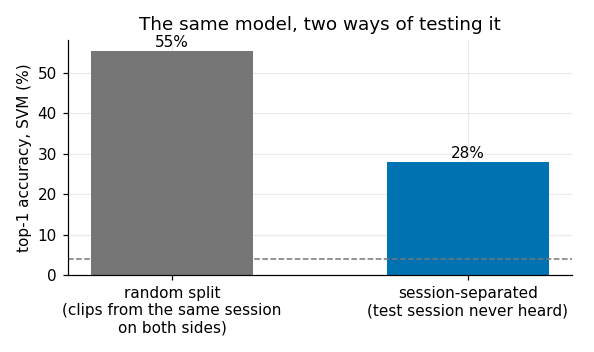 The same model, two ways of testing it
55%
28%
top-1 accuracy, SVM (%)
50
40
30
20
10
0
random split
(clips from the same session
on both sides)
session-separated
(test session never heard)